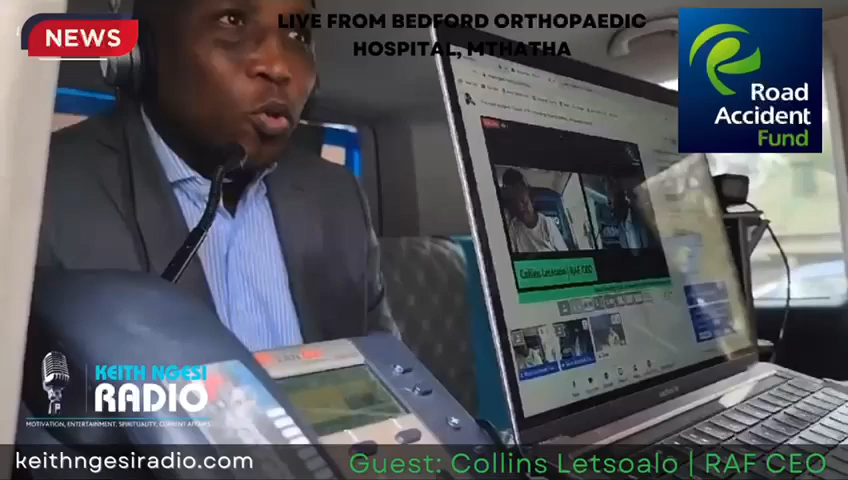 NEWS
LIVE FROM BEDFORD ORTHOPAEDIC
HOSPITAL, MTHATHA
Road
Accident
Fund
Collins Letsoalo | RAF CEO
KEITH NGESI
RADIO
MOTIVATION, ENTERTAINMENT, SPIRITUALITY, CURRENT AFFAIRS
keithngesiradio.com
Guest: Collins Letsoalo | RAF CEO